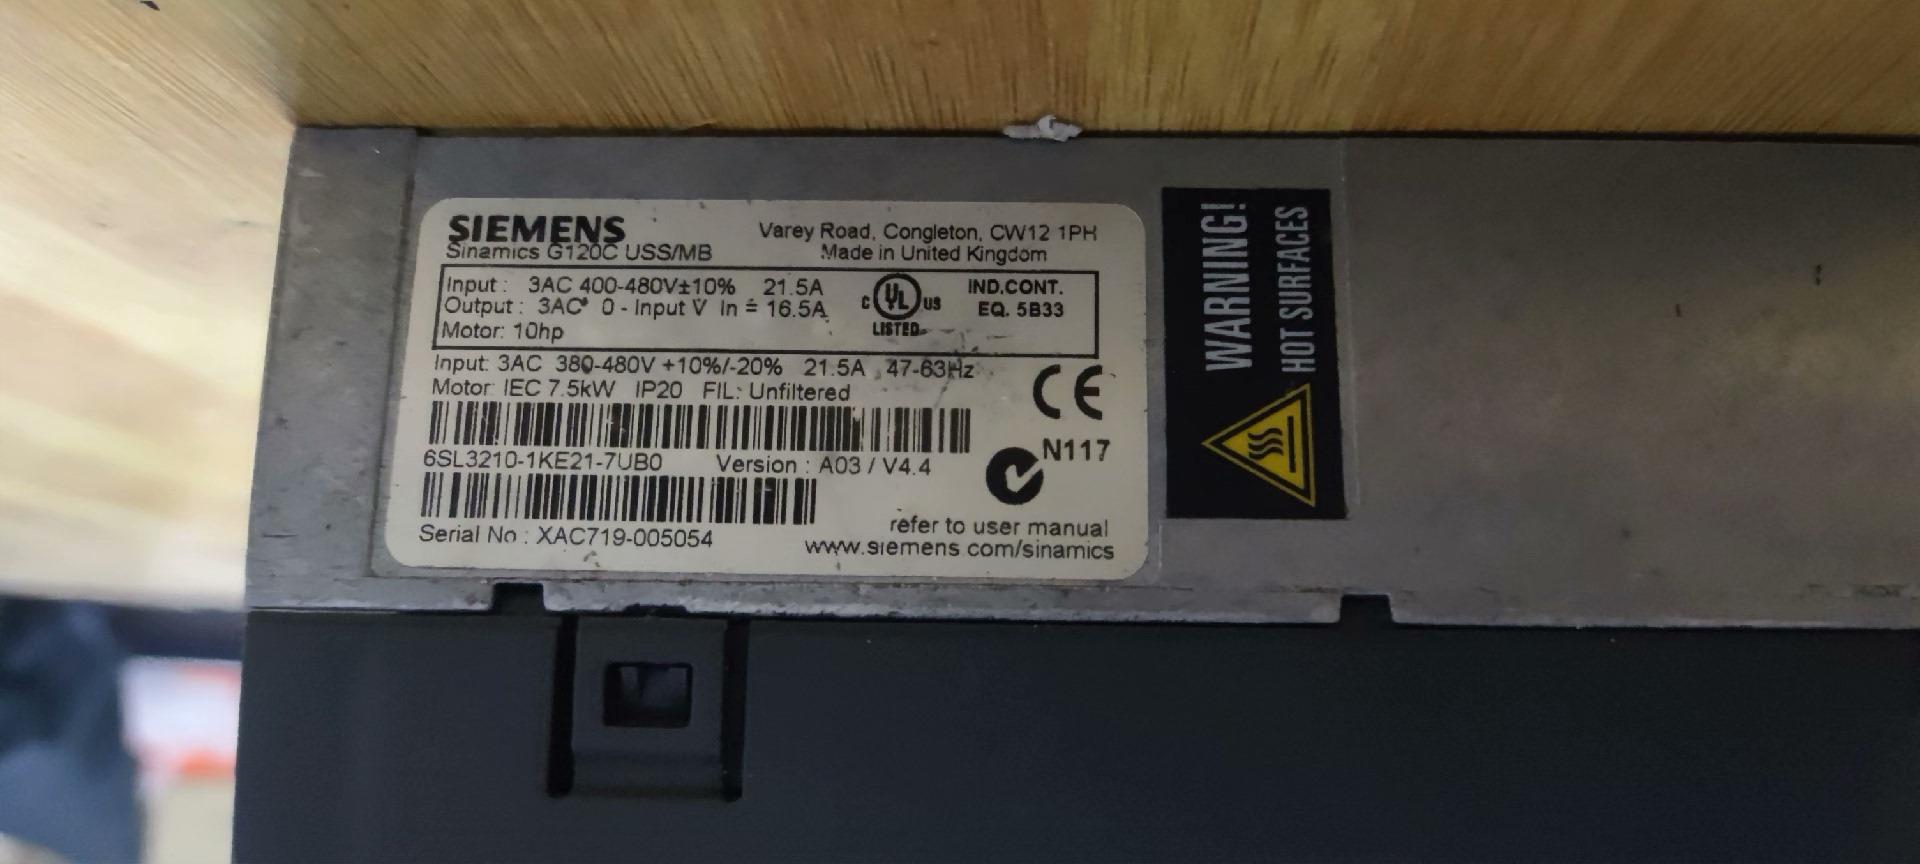 SIEMENS
Sinamics G120C USS/MB
Varey Road, Congleton, CW12 1PH
Made in United Kingdom
Input : 3AC 400-480V±10% 21.5A
Output : 3AC 0 - Input V In = 16.5A
Motor: 10hp
C UL US
LISTED
IND.CONT.
EQ. 5B33
Input: 3AC 380-480V +10%/-20% 21.5A 47-63Hz
Motor: IEC 7.5kW IP20 FIL: Unfiltered
CE
6SL3210-1KE21-7UB0 Version : A03 / V4.4
N117
Serial No : XAC719-005054
refer to user manual
www.siemens.com/sinamics
WARNING!
HOT SURFACES